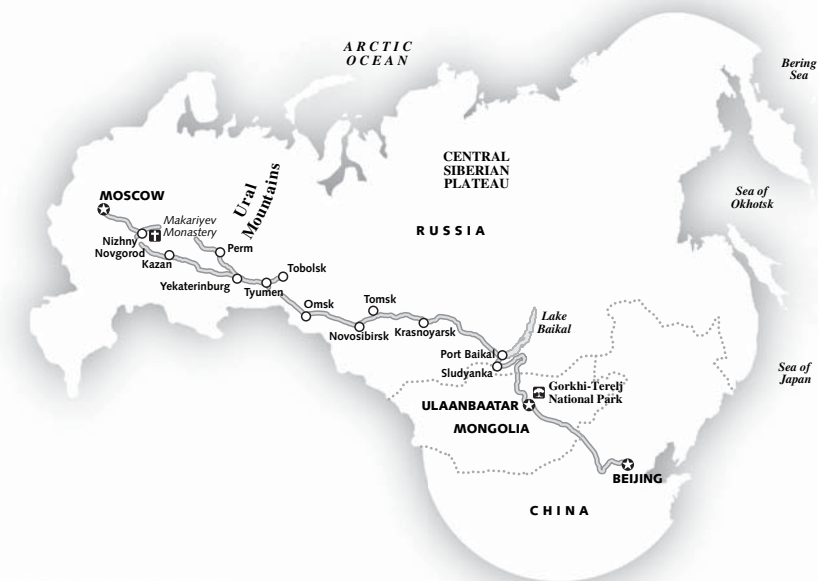 ARCTIC
OCEAN
Bering
Sea
CENTRAL
SIBERIAN
PLATEAU
Ural
Mountains
Sea of
Okhotsk
MOSCOW
Makariyev
Monastery
RUSSIA
Nizhny
Novgorod
Perm
Kazan
Tobolsk
Yekaterinburg
Tyumen
Omsk
Tomsk
Lake
Baikal
Novosibirsk
Krasnoyarsk
Port Baikal
Sludyanka
Sea of
Japan
Gorkhi-Terelj
National Park
ULAANBAATAR
MONGOLIA
BEIJING
CHINA